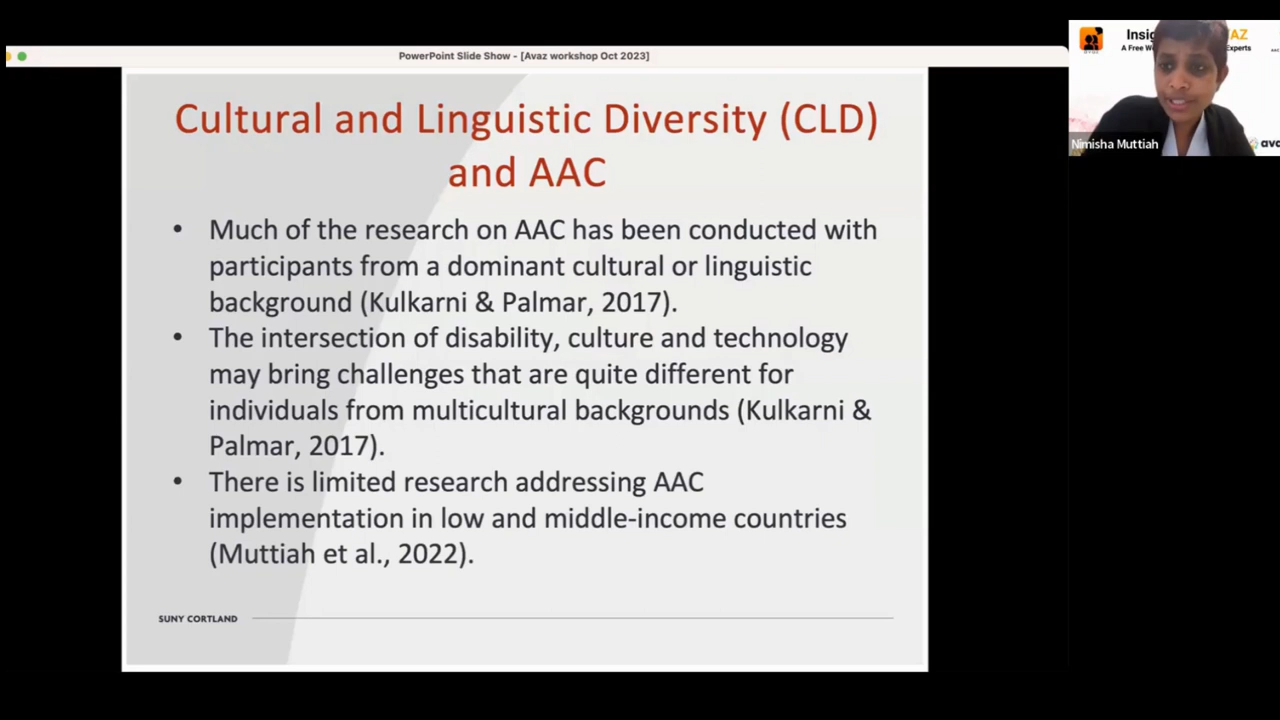 PowerPoint Slide Show - [Avaz workshop Oct 2023]
Cultural and Linguistic Diversity (CLD)
and AAC
• Much of the research on AAC has been conducted with
participants from a dominant cultural or linguistic
background (Kulkarni & Palmar, 2017).
• The intersection of disability, culture and technology
may bring challenges that are quite different for
individuals from multicultural backgrounds (Kulkarni &
Palmar, 2017).
• There is limited research addressing AAC
implementation in low and middle-income countries
(Muttiah et al., 2022).
SUNY CORTLAND
A Free
Experts
Nimisha Muttiah